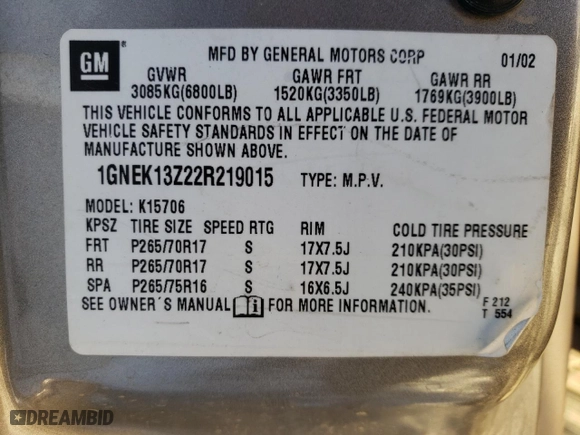 GM
MFD BY GENERAL MOTORS CORP 01/02
GVWR GAWR FRT GAWR RR
3085KG(6800LB) 1520KG(3350LB) 1769KG(3900LB)
THIS VEHICLE CONFORMS TO ALL APPLICABLE U.S. FEDERAL MOTOR
VEHICLE SAFETY STANDARDS IN EFFECT ON THE DATE OF
MANUFACTURE SHOWN ABOVE.
1GNEK13Z22R219015 TYPE: M.P.V.
MODEL: K15706
KPSZ TIRE SIZE SPEED RTG RIM COLD TIRE PRESSURE
FRT P265/70R17 S 17X7.5J 210KPA(30PSI)
RR P265/70R17 S 17X7.5J 210KPA(30PSI)
SPA P265/75R16 S 16X6.5J 240KPA(35PSI)
SEE OWNER´S MANUAL FOR MORE INFORMATION.
F 212
T 554
DREAMBID